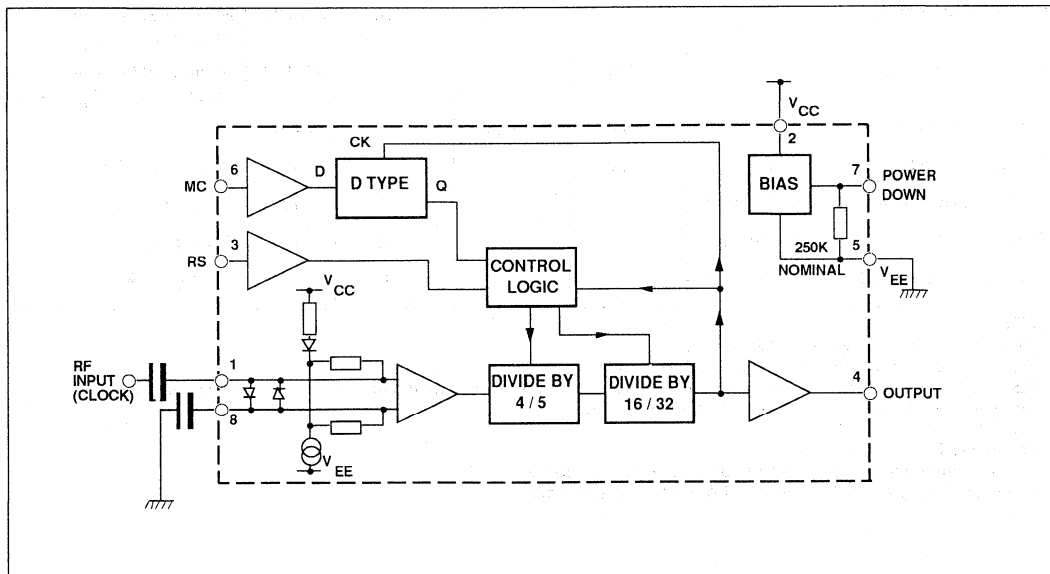 V CC
2
CK
6
D
D TYPE
Q
MC
BIAS
7
POWER
DOWN
3
RS
250K
NOMINAL
5
V EE
CONTROL
LOGIC
V CC
RF
INPUT
(CLOCK)
1
8
DIVIDE BY
4 / 5
DIVIDE BY
16 / 32
4
OUTPUT
V EE